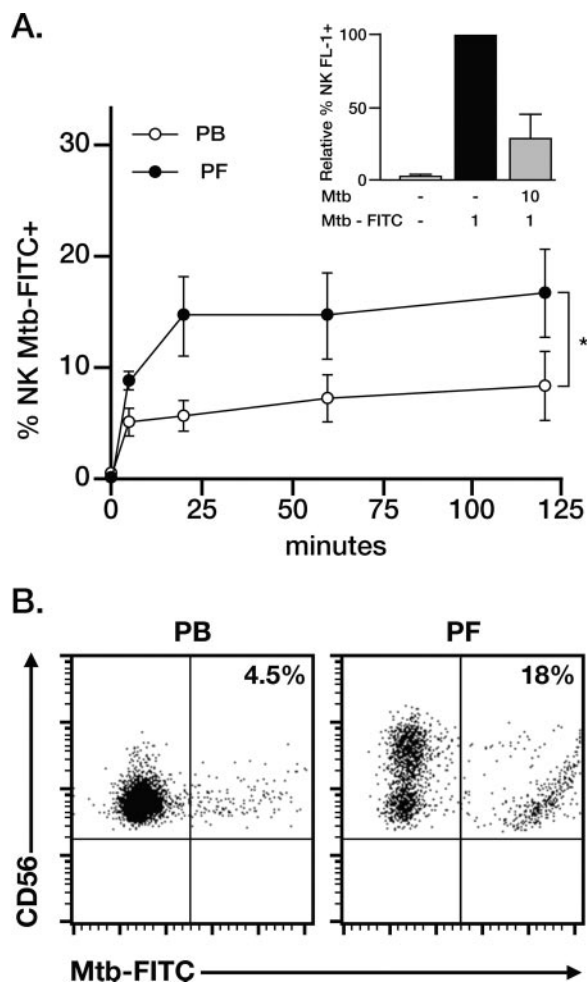 A.
% NK Mtb-FITC+
30
20
10
0
0 25 50 75 100 125
minutes
PB
PF
*
Relative % NK FL-1+
100
50
0
Mtb - - 10
Mtb - FITC - 1 1
B.
PB PF
4.5% 18%
CD56
Mtb-FITC